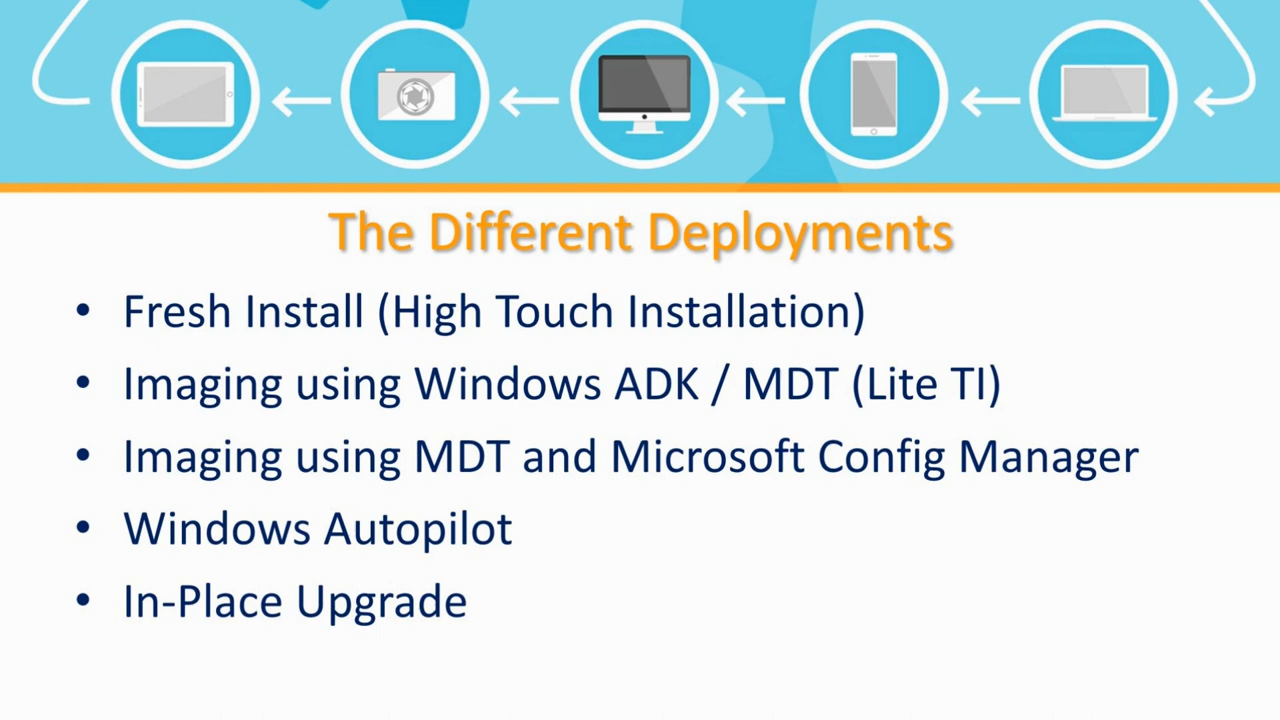 The Different Deployments
• Fresh Install (High Touch Installation)
• Imaging using Windows ADK / MDT (Lite TI)
• Imaging using MDT and Microsoft Config Manager
• Windows Autopilot
• In-Place Upgrade